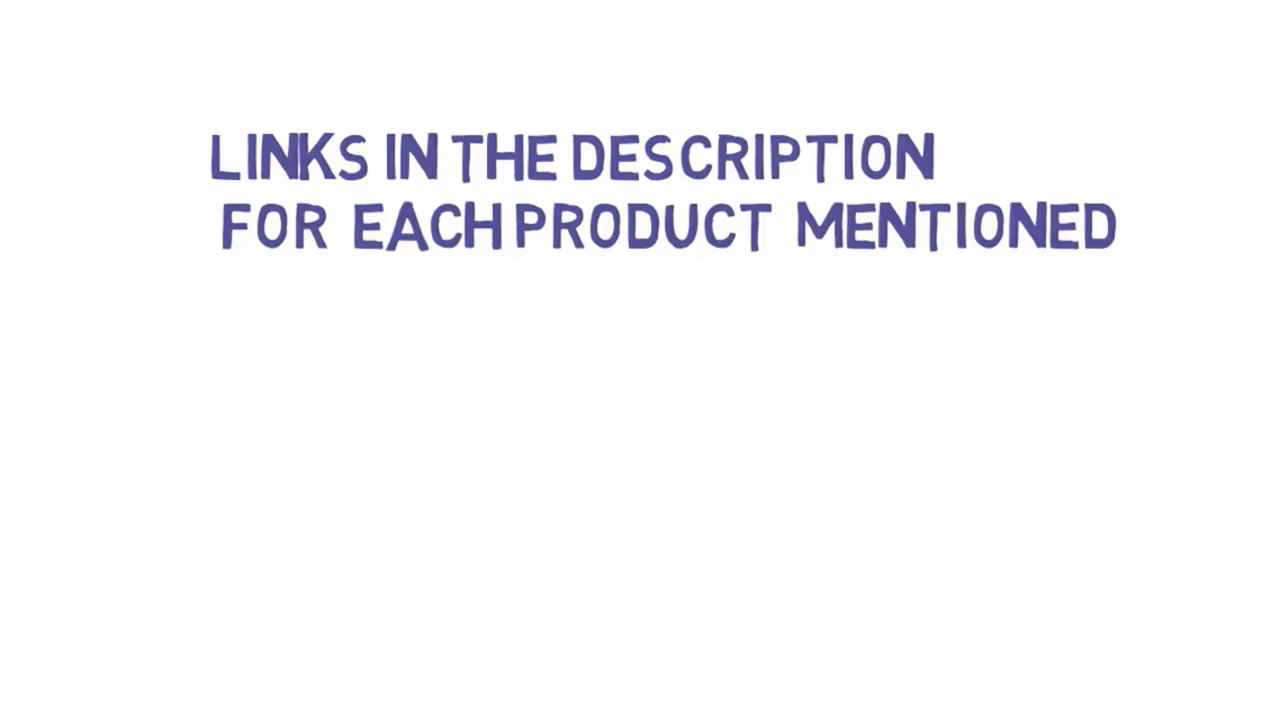 LINKS IN THE DESCRIPTION
FOR EACH PRODUCT MENTIONED